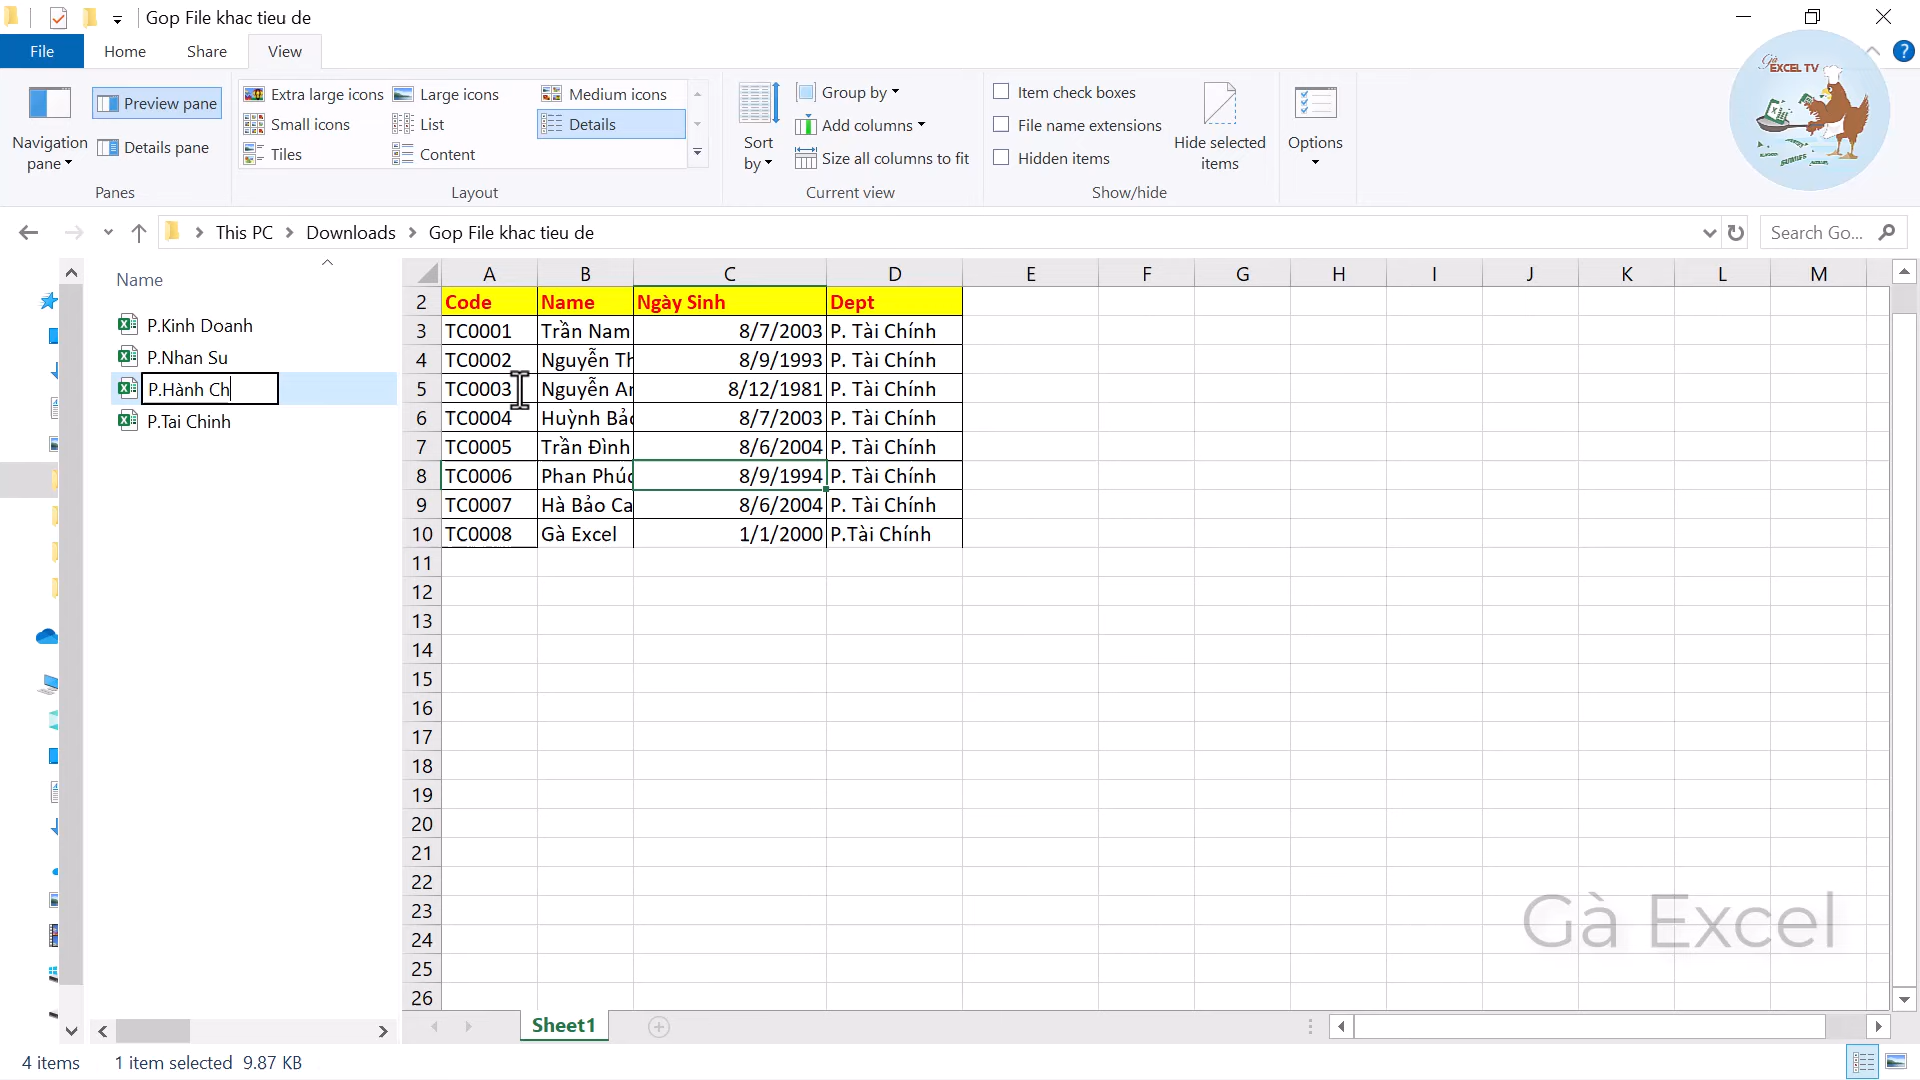 Gop File khac tieu de
File Home Share View
Preview pane
Navigation pane
Details pane
Panes
Extra large icons Large icons Medium icons
Small icons List Details
Tiles Content
Layout
Sort by
Group by
Add columns
Size all columns to fit
Current view
Item check boxes
File name extensions
Hidden items
Hide selected items
Show/hide
Options
Gà
EXCEL TV
This PC Downloads Gop File khac tieu de
Search Go...
Name
P.Kinh Doanh
P.Nhan Su
P.Hành Ch
P.Tai Chinh
A B C D E F G H I J K L M
2 Code Name Ngày Sinh Dept
3 TC0001 Trần Nam 8/7/2003 P. Tài Chính
4 TC0002 Nguyễn Th 8/9/1993 P. Tài Chính
5 TC0003 Nguyễn An 8/12/1981 P. Tài Chính
6 TC0004 Huỳnh Bảo 8/7/2003 P. Tài Chính
7 TC0005 Trần Đình 8/6/2004 P. Tài Chính
8 TC0006 Phan Phúc 8/9/1994 P. Tài Chính
9 TC0007 Hà Bảo Ca 8/6/2004 P. Tài Chính
10 TC0008 Gà Excel 1/1/2000 P.Tài Chính
11
12
13
14
15
16
17
18
19
20
21
22
23
24
25
26
Gà Excel
Sheet1
4 items 1 item selected 9.87 KB